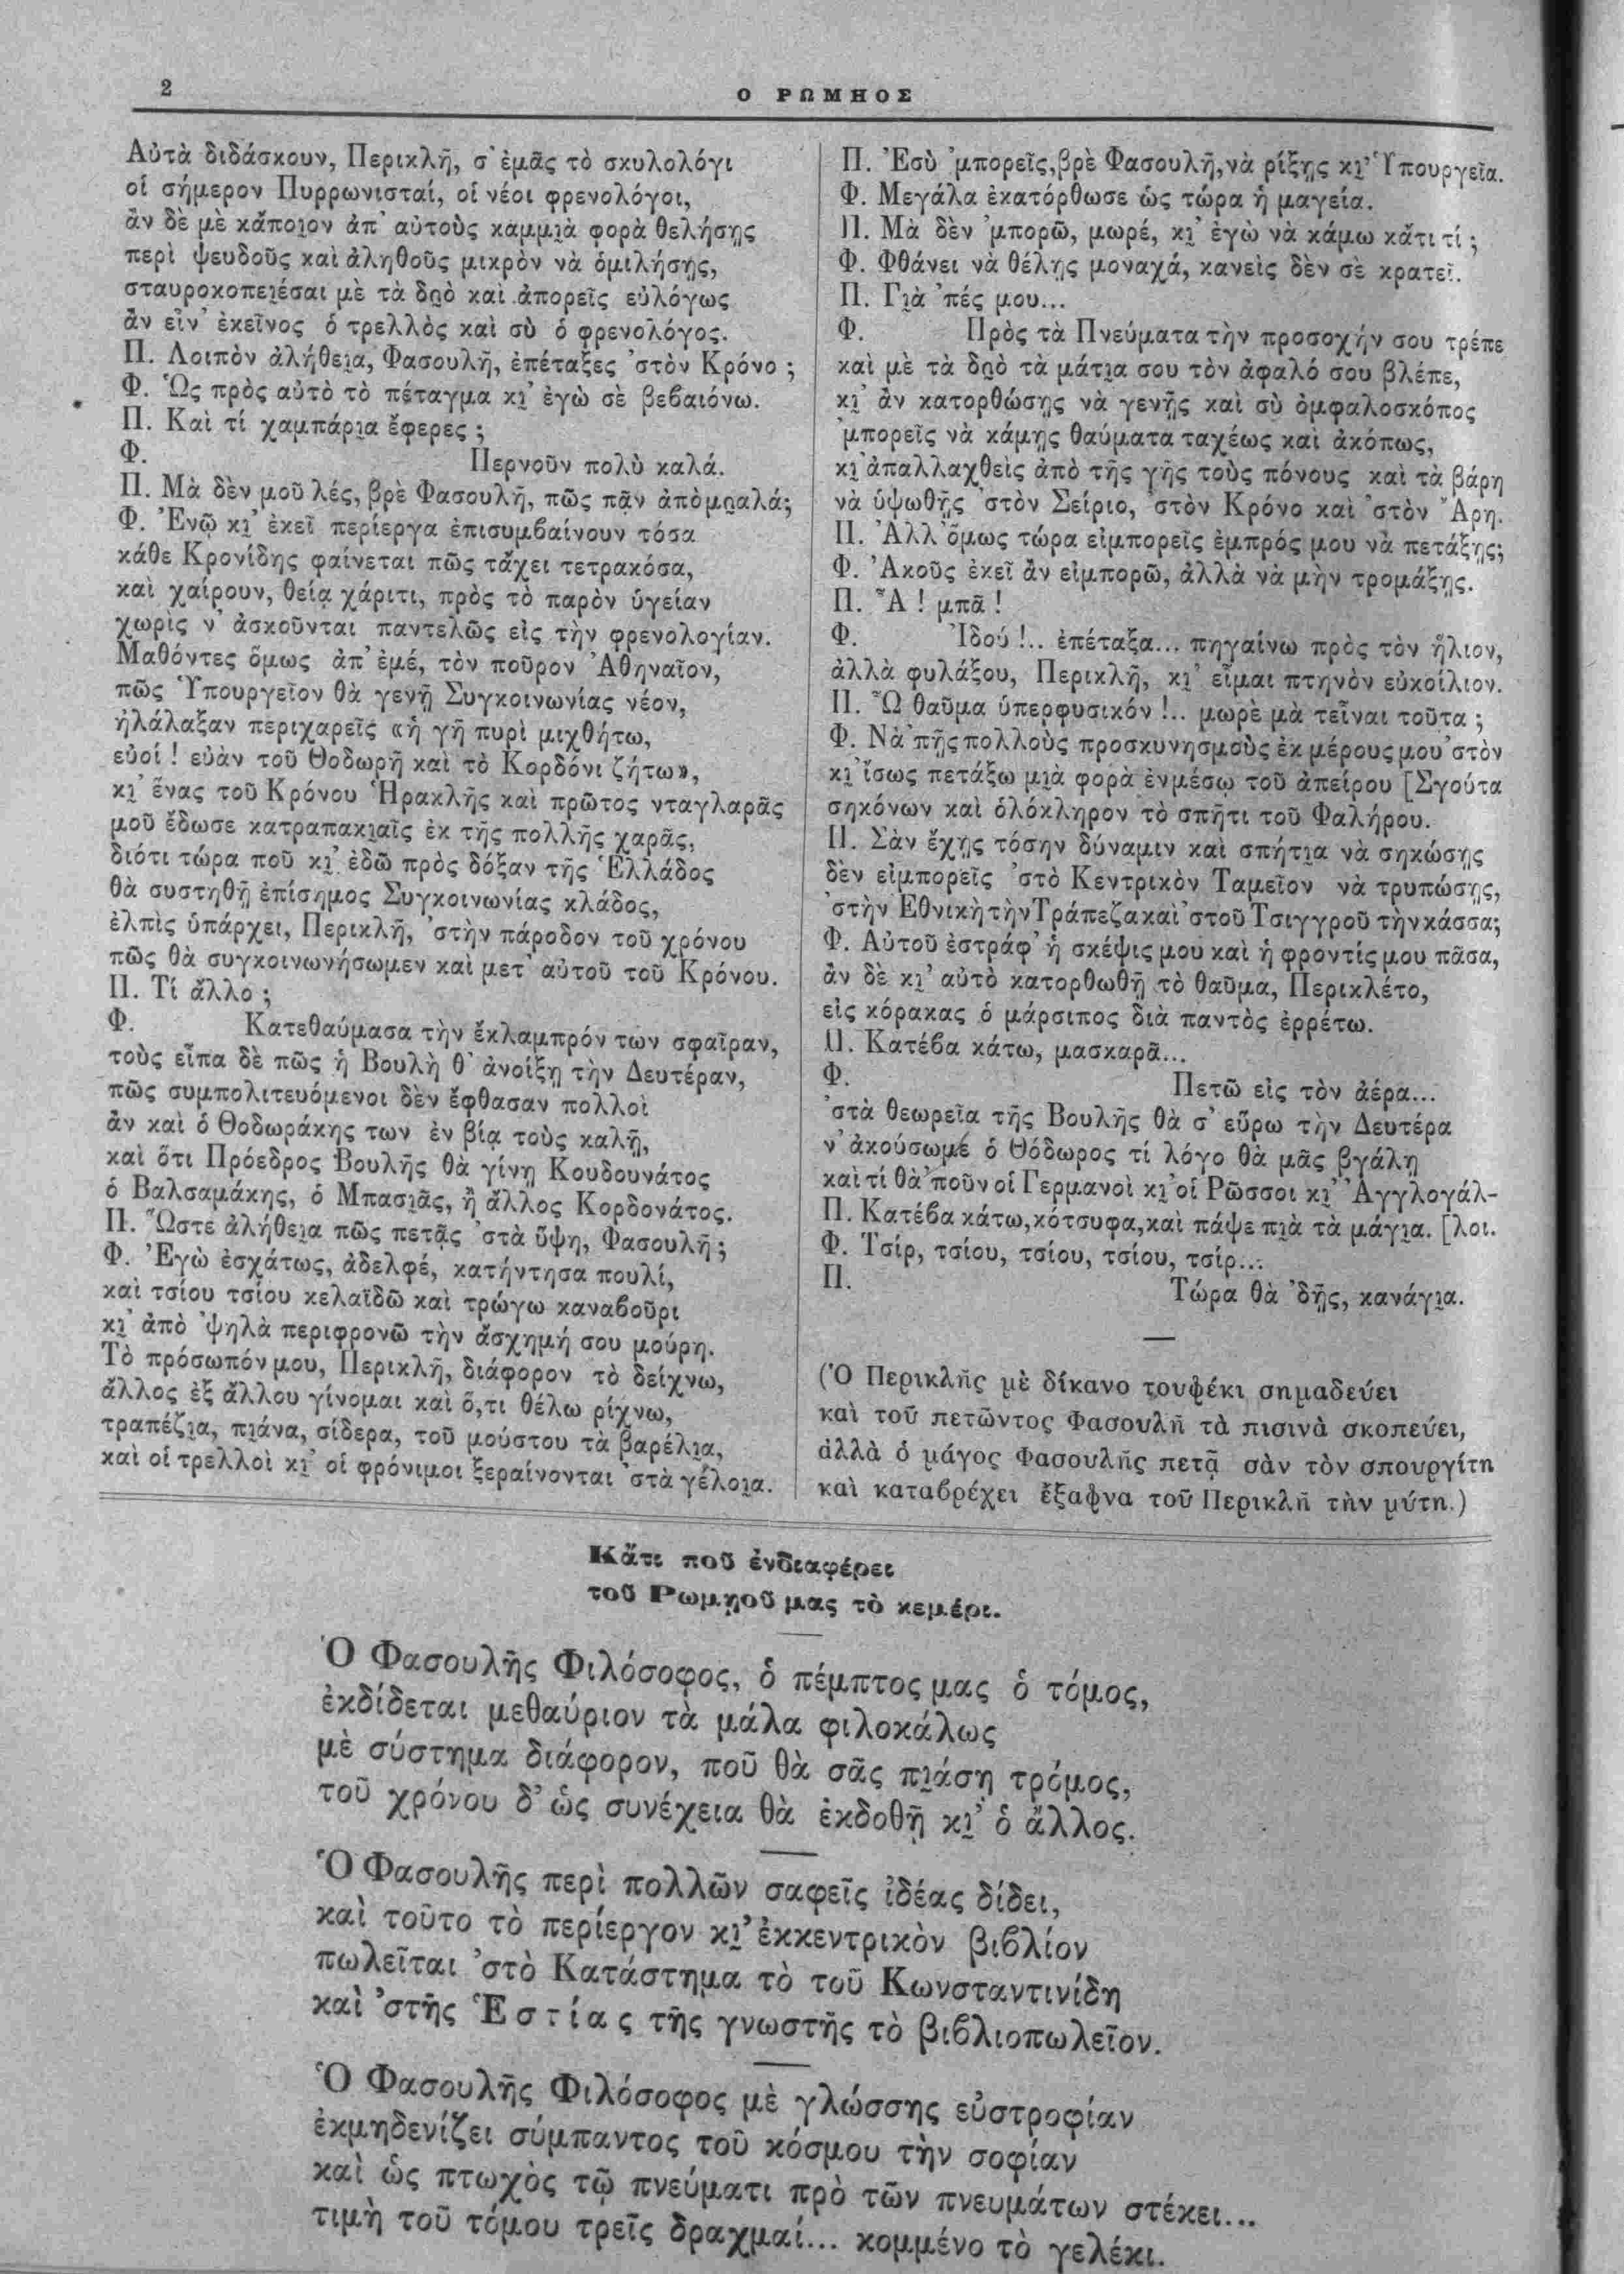 2
Ο ΡΩΜΗΟΣ
Αὐτὰ διδάσκουν, Περικλῆ, σ' ἐμᾶς τὸ σκυλολόγι
οἱ σήμερον Πυρρωνισταί, οἱ νέοι φρενολόγοι,
ἂν δὲ μὲ κᾄποιον ἀπ' αὐτοὺς καμμιὰ φορὰ θελήσῃς
περὶ ψευδοῦς καὶ ἀληθοῦς μικρὸν νὰ ὁμιλήσῃς,
σταυροκοπειέσαι μὲ τὰ δυὸ καὶ ἀπορεῖς εὐλόγως
ἂν εἶν' ἐκεῖνος ὁ τρελλὸς καὶ σὺ ὁ φρενολόγος.
Π. Λοιπὸν ἀλήθεια, Φασουλῆ, ἐπέταξες 'στὸν Κρόνο ;
Φ. Ὡς πρὸς αὐτὸ τὸ πέταγμα κι' ἐγὼ σὲ βεβαιόνω.
Π. Καὶ τί χαμπάρια ἔφερες ;
Φ. Περνοῦν πολὺ καλά.
Π. Μὰ δὲν μοῦ λές, βρὲ Φασουλῆ, πῶς πᾷν ἀπὸ μυαλά;
Φ. Ἐνῷ κι' ἐκεῖ περίεργα ἐπισυμβαίνουν τόσα
κάθε Κρονίδης φαίνεται πῶς τἄχει τετρακόσα,
καὶ χαίρουν, θείᾳ χάριτι, πρὸς τὸ παρὸν ὑγείαν
χωρὶς ν' ἀσκοῦνται παντελῶς εἰς τὴν φρενολογίαν.
Μαθόντες ὅμως ἀπ' ἐμέ, τὸν ποῦρον Ἀθηναῖον,
πῶς Ὑπουργεῖον θὰ γενῇ Συγκοινωνίας νέον,
ἠλάλαξαν περιχαρεῖς «ἡ γῆ πυρὶ μιχθήτω,
εὐοί ! εὐὰν τοῦ Θοδωρῆ καὶ τὸ Κορδόνι ζήτω»,
κι' ἕνας τοῦ Κρόνου Ἡρακλῆς καὶ πρῶτος νταγλαρᾶς
μοῦ ἔδωσε κατραπακιαῖς ἐκ τῆς πολλῆς χαρᾶς,
διότι τώρα ποῦ κι' ἐδῶ πρὸς δόξαν τῆς Ἑλλάδος
θὰ συστηθῇ ἐπίσημος Συγκοινωνίας κλάδος,
ἐλπὶς ὑπάρχει, Περικλῆ, 'στὴν πάροδον τοῦ χρόνου
πῶς θὰ συγκοινωνήσωμεν καὶ μετ' αὐτοῦ τοῦ Κρόνου.
Π. Τί ἄλλο ;
Φ. Κατεθαύμασα τὴν ἔκλαμπρόν των σφαῖραν,
τοὺς εἶπα δὲ πῶς ἡ Βουλὴ θ' ἀνοίξῃ τὴν Δευτέραν,
πῶς συμπολιτευόμενοι δὲν ἔφθασαν πολλοὶ
ἂν καὶ ὁ Θοδωράκης των ἐν βίᾳ τοὺς καλῇ,
καὶ ὅτι Πρόεδρος Βουλῆς θὰ γίνῃ Κουδουνάτος
ὁ Βαλσαμάκης, ὁ Μπασιᾶς, ἢ ἄλλος Κορδονάτος.
Π. Ὥστε ἀλήθεια πῶς πετᾷς 'στὰ ὕψη, Φασουλῆ ;
Φ. Ἐγὼ ἐσχάτως, ἀδελφέ, κατήντησα πουλί,
καὶ τσίου τσίου κελαϊδῶ καὶ τρώγω καναβοῦρι
κι' ἀπὸ 'ψηλὰ περιφρονῶ τὴν ἄσχημή σου μούρη.
Τὸ πρόσωπόν μου, Περικλῆ, διάφορον τὸ δείχνω,
ἄλλος ἐξ ἄλλου γίνομαι καὶ ὅ,τι θέλω ρίχνω,
τραπέζια, πιάνα, σίδερα, τοῦ μούστου τὰ βαρέλια,
καὶ οἱ τρελλοὶ κι' οἱ φρόνιμοι ξεραίνονται 'στὰ γέλοια.
Π. Ἐσὺ 'μπορεῖς, βρὲ Φασουλῆ, νὰ ρίξῃς κι' Ὑπουργεῖα.
Φ. Μεγάλα ἐκατόρθωσε ὡς τώρα ἡ μαγεία.
Π. Μὰ δὲν 'μπορῶ, μωρέ, κι' ἐγὼ νὰ κάμω κᾄτι τί ;
Φ. Φθάνει νὰ θέλῃς μοναχά, κανεὶς δὲν σὲ κρατεῖ.
Π. Γιὰ 'πές μου...
Φ. Πρὸς τὰ Πνεύματα τὴν προσοχήν σου τρέπε
καὶ μὲ τὰ δυὸ τὰ μάτια σου τὸν ἀφαλό σου βλέπε,
κι' ἂν κατορθώσῃς νὰ γενῇς καὶ σὺ ὀμφαλοσκόπος
'μπορεῖς νὰ κάμῃς θαύματα ταχέως καὶ ἀκόπως,
κι' ἀπαλλαχθεὶς ἀπὸ τῆς γῆς τοὺς πόνους καὶ τὰ βάρη
νὰ ὑψωθῇς 'στὸν Σείριο, 'στὸν Κρόνο καὶ 'στὸν Ἄρη.
Π. Ἀλλ' ὅμως τώρα εἰμπορεῖς ἐμπρός μου νὰ πετάξῃς;
Φ. Ἀκοῦς ἐκεῖ ἂν εἰμπορῶ, ἀλλὰ νὰ μὴν τρομάξῃς.
Π. Ἆ ! μπᾶ !
Φ. Ἰδού !.. ἐπέταξα... πηγαίνω πρὸς τὸν ἥλιον,
ἀλλὰ φυλάξου, Περικλῆ, κι' εἶμαι πτηνὸν εὐκοίλιον.
Π. Ὢ θαῦμα ὑπερφυσικόν !.. μωρὲ μὰ τεῖναι τοῦτα ;
Φ. Νὰ 'πῇς πολλοὺς προσκυνησμοὺς ἐκ μέρους μου 'στὸν
κι' ἴσως πετάξω μιὰ φορὰ ἐν μέσῳ τοῦ ἀπείρου [Σγούτα
σηκόνων καὶ ὁλόκληρον τὸ σπῆτι τοῦ Φαλήρου.
Π. Σὰν ἔχῃς τόσην δύναμιν καὶ σπήτια νὰ σηκώσῃς
δὲν εἰμπορεῖς 'στὸ Κεντρικὸν Ταμεῖον νὰ τρυπώσῃς,
'στὴν Ἐθνικὴ τὴν Τράπεζα καὶ 'στοῦ Τσιγγροῦ τὴν κάσσα;
Φ. Αὐτοῦ ἐστράφ' ἡ σκέψις μου καὶ ἡ φροντίς μου πᾶσα,
ἂν δὲ κι' αὐτὸ κατορθωθῇ τὸ θαῦμα, Περικλέτο,
εἰς κόρακας ὁ μάρσιπος διὰ παντὸς ἐρρέτω.
Π. Κατέβα κάτω, μασκαρᾶ...
Φ. Πετῶ εἰς τὸν ἀέρα...
'στὰ θεωρεῖα τῆς Βουλῆς θὰ σ' εὕρω τὴν Δευτέρα
ν' ἀκούσωμε ὁ Θόδωρος τί λόγο θὰ μᾶς βγάλῃ
καὶ τί θὰ 'ποῦν οἱ Γερμανοὶ κι' οἱ Ρῶσσοι κι' Ἀγγλογάλ-
Π. Κατέβα κάτω, κότσυφα, καὶ πάψε πιὰ τὰ μάγια. [λοι.
Φ. Τσίρ, τσίου, τσίου, τσίου, τσίρ...
Π. Τώρα θὰ 'δῇς, κανάγια.
(Ὁ Περικλῆς μὲ δίκανο τουφέκι σημαδεύει
καὶ τοῦ πετῶντος Φασουλῆ τὰ πισινὰ σκοπεύει,
ἀλλὰ ὁ μάγος Φασουλῆς πετᾷ σὰν τὸν σπουργίτη
καὶ καταβρέχει ἔξαφνα τοῦ Περικλῆ τὴν μύτη.)
Κᾄτι ποῦ ἐνδιαφέρει
τοῦ Ρωμηοῦ μας τὸ κεμέρι.
Ὁ Φασουλῆς Φιλόσοφος, ὁ πέμπτος μας ὁ τόμος,
ἐκδίδεται μεθαύριον τὰ μάλα φιλοκάλως
μὲ σύστημα διάφορον, ποῦ θὰ σᾶς πιάσῃ τρόμος,
τοῦ χρόνου δ' ὡς συνέχεια θὰ ἐκδοθῇ κι' ὁ ἄλλος.
Ὁ Φασουλῆς περὶ πολλῶν σαφεῖς ἰδέας δίδει,
καὶ τοῦτο τὸ περίεργον κι' ἐκκεντρικὸν βιβλίον
πωλεῖται 'στὸ Κατάστημα τὸ τοῦ Κωνσταντινίδη
καὶ 'στῆς Ἑστίας τῆς γνωστῆς τὸ βιβλιοπωλεῖον.
Ὁ Φασουλῆς Φιλόσοφος μὲ γλώσσης εὐστροφίαν
ἐκμηδενίζει σύμπαντος τοῦ κόσμου τὴν σοφίαν
καὶ ὡς πτωχὸς τῷ πνεύματι πρὸ τῶν πνευμάτων στέκει...
τιμὴ τοῦ τόμου τρεῖς δραχμαί... κομμένο τὸ γελέκι.